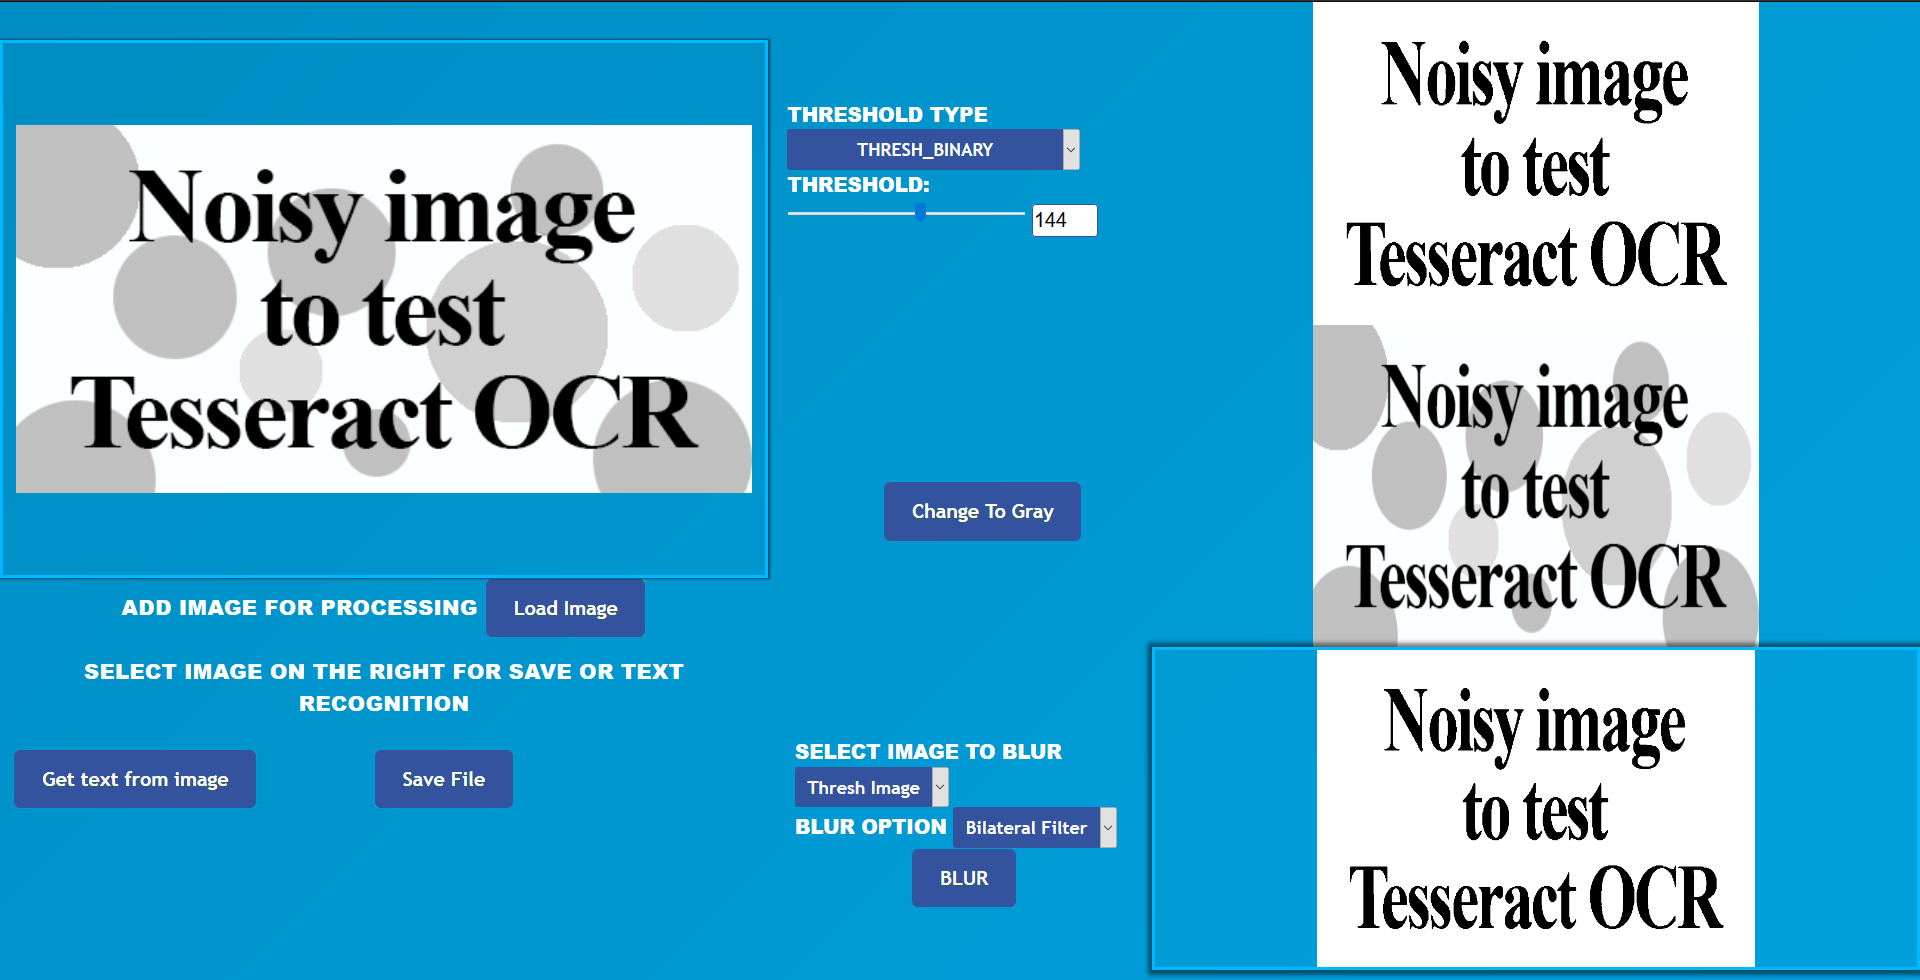 Noisy image
to test
Tesseract OCR
ADD IMAGE FOR PROCESSING
Load Image
SELECT IMAGE ON THE RIGHT FOR SAVE OR TEXT
RECOGNITION
Get text from image
Save File
THRESHOLD TYPE
THRESH_BINARY
THRESHOLD:
144
Change To Gray
SELECT IMAGE TO BLUR
Thresh Image
BLUR OPTION
Bilateral Filter
BLUR
Noisy image
to test
Tesseract OCR
Noisy image
to test
Tesseract OCR
Noisy image
to test
Tesseract OCR